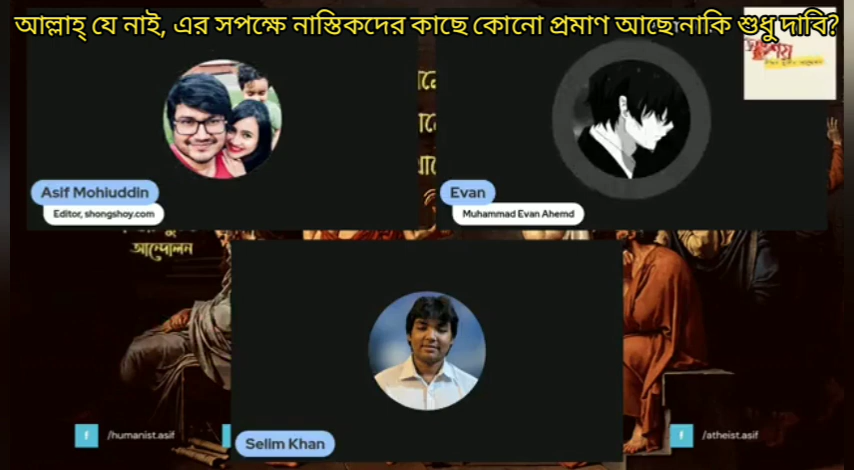 আল্লাহ্ যে নাই, এর সপক্ষে নাস্তিকদের কাছে কোনো প্রমাণ আছে নাকি শুধু দাবি?
Asif Mohiuddin
Editor, shongshoy.com
Evan
Muhammad Evan Ahemd
আন্দোলন
Selim Khan
/humanist.asif
/atheist.asif